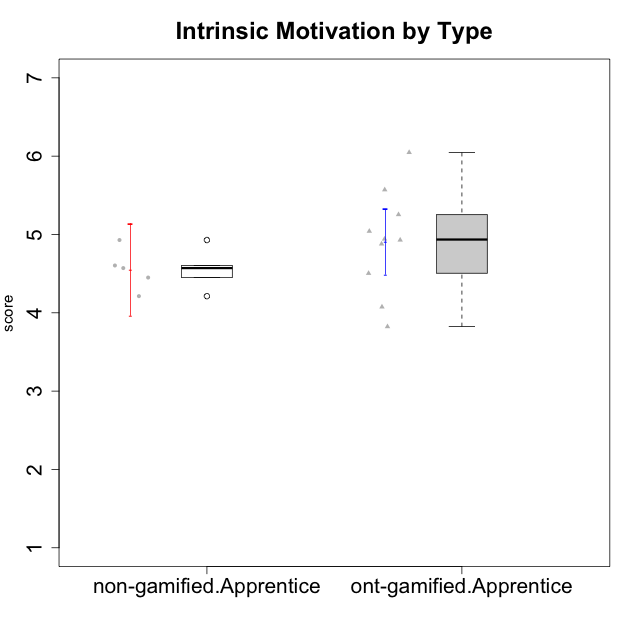 Intrinsic Motivation by Type
score
7
6
5
4
3
2
1
non-gamified.Apprentice ont-gamified.Apprentice